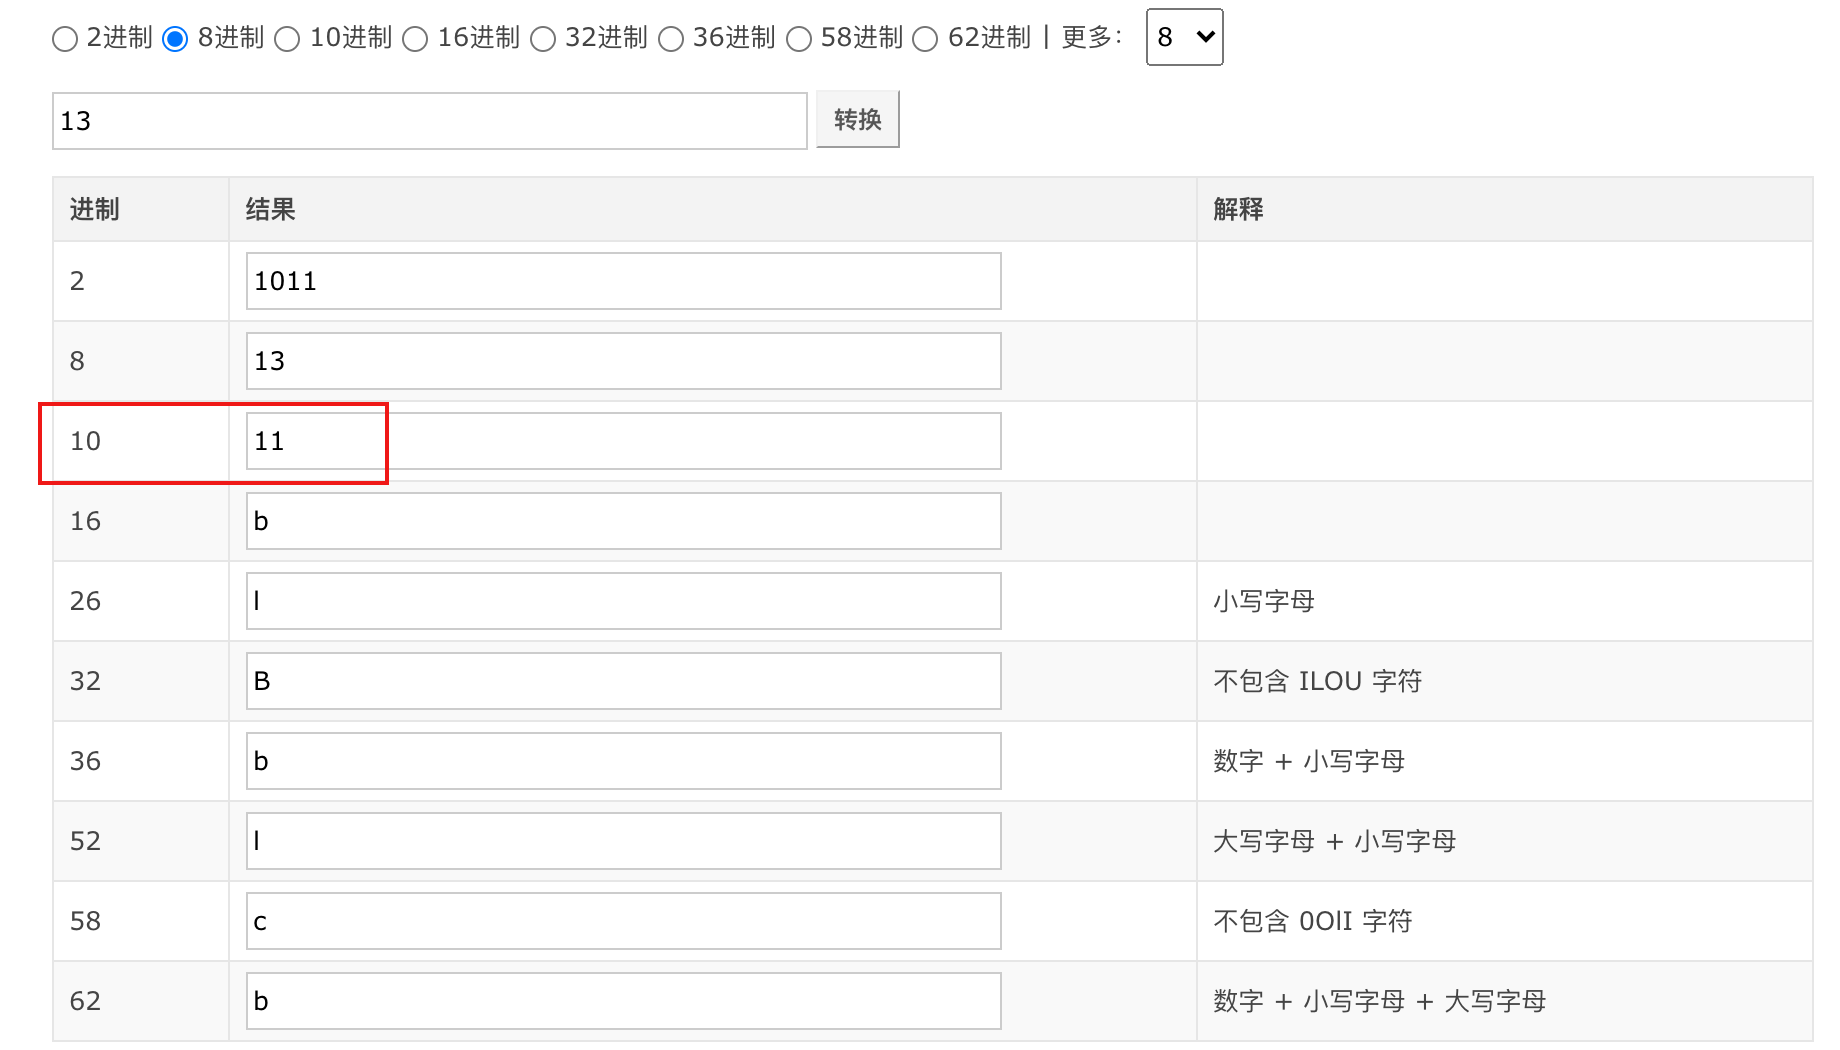 2进制 8进制 10进制 16进制 32进制 36进制 58进制 62进制 | 更多: 8
13 转换
进制 结果 解释
2 1011
8 13
10 11
16 b
26 l 小写字母
32 B 不包含 ILOU 字符
36 b 数字 + 小写字母
52 l 大写字母 + 小写字母
58 c 不包含 0OlI 字符
62 b 数字 + 小写字母 + 大写字母